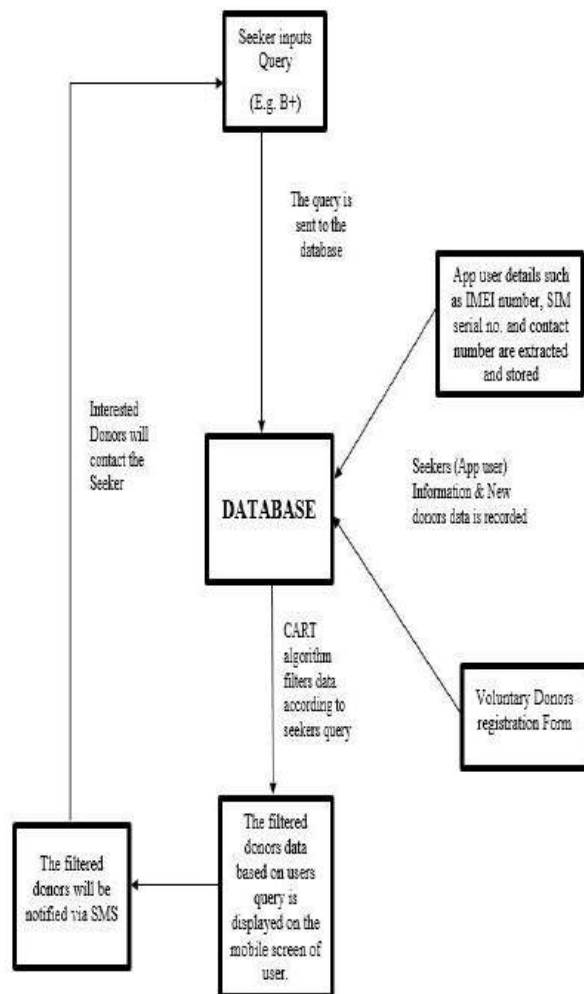 Seeker inputs
Query
(E.g. B+)
The query is
sent to the
database
App user details such
as IMEI number, SIM
serial no. and contact
number are extracted
and stored
Interested
Donors will
contact the
Seeker
DATABASE
Seekers (App user)
Information & New
donors data is recorded
CART
algorithm
filters data
according to
seekers query
Voluntary Donors
registration Form
The filtered
donors will be
notified via SMS
The filtered
donors data
based on users
query is
displayed on the
mobile screen of
user.